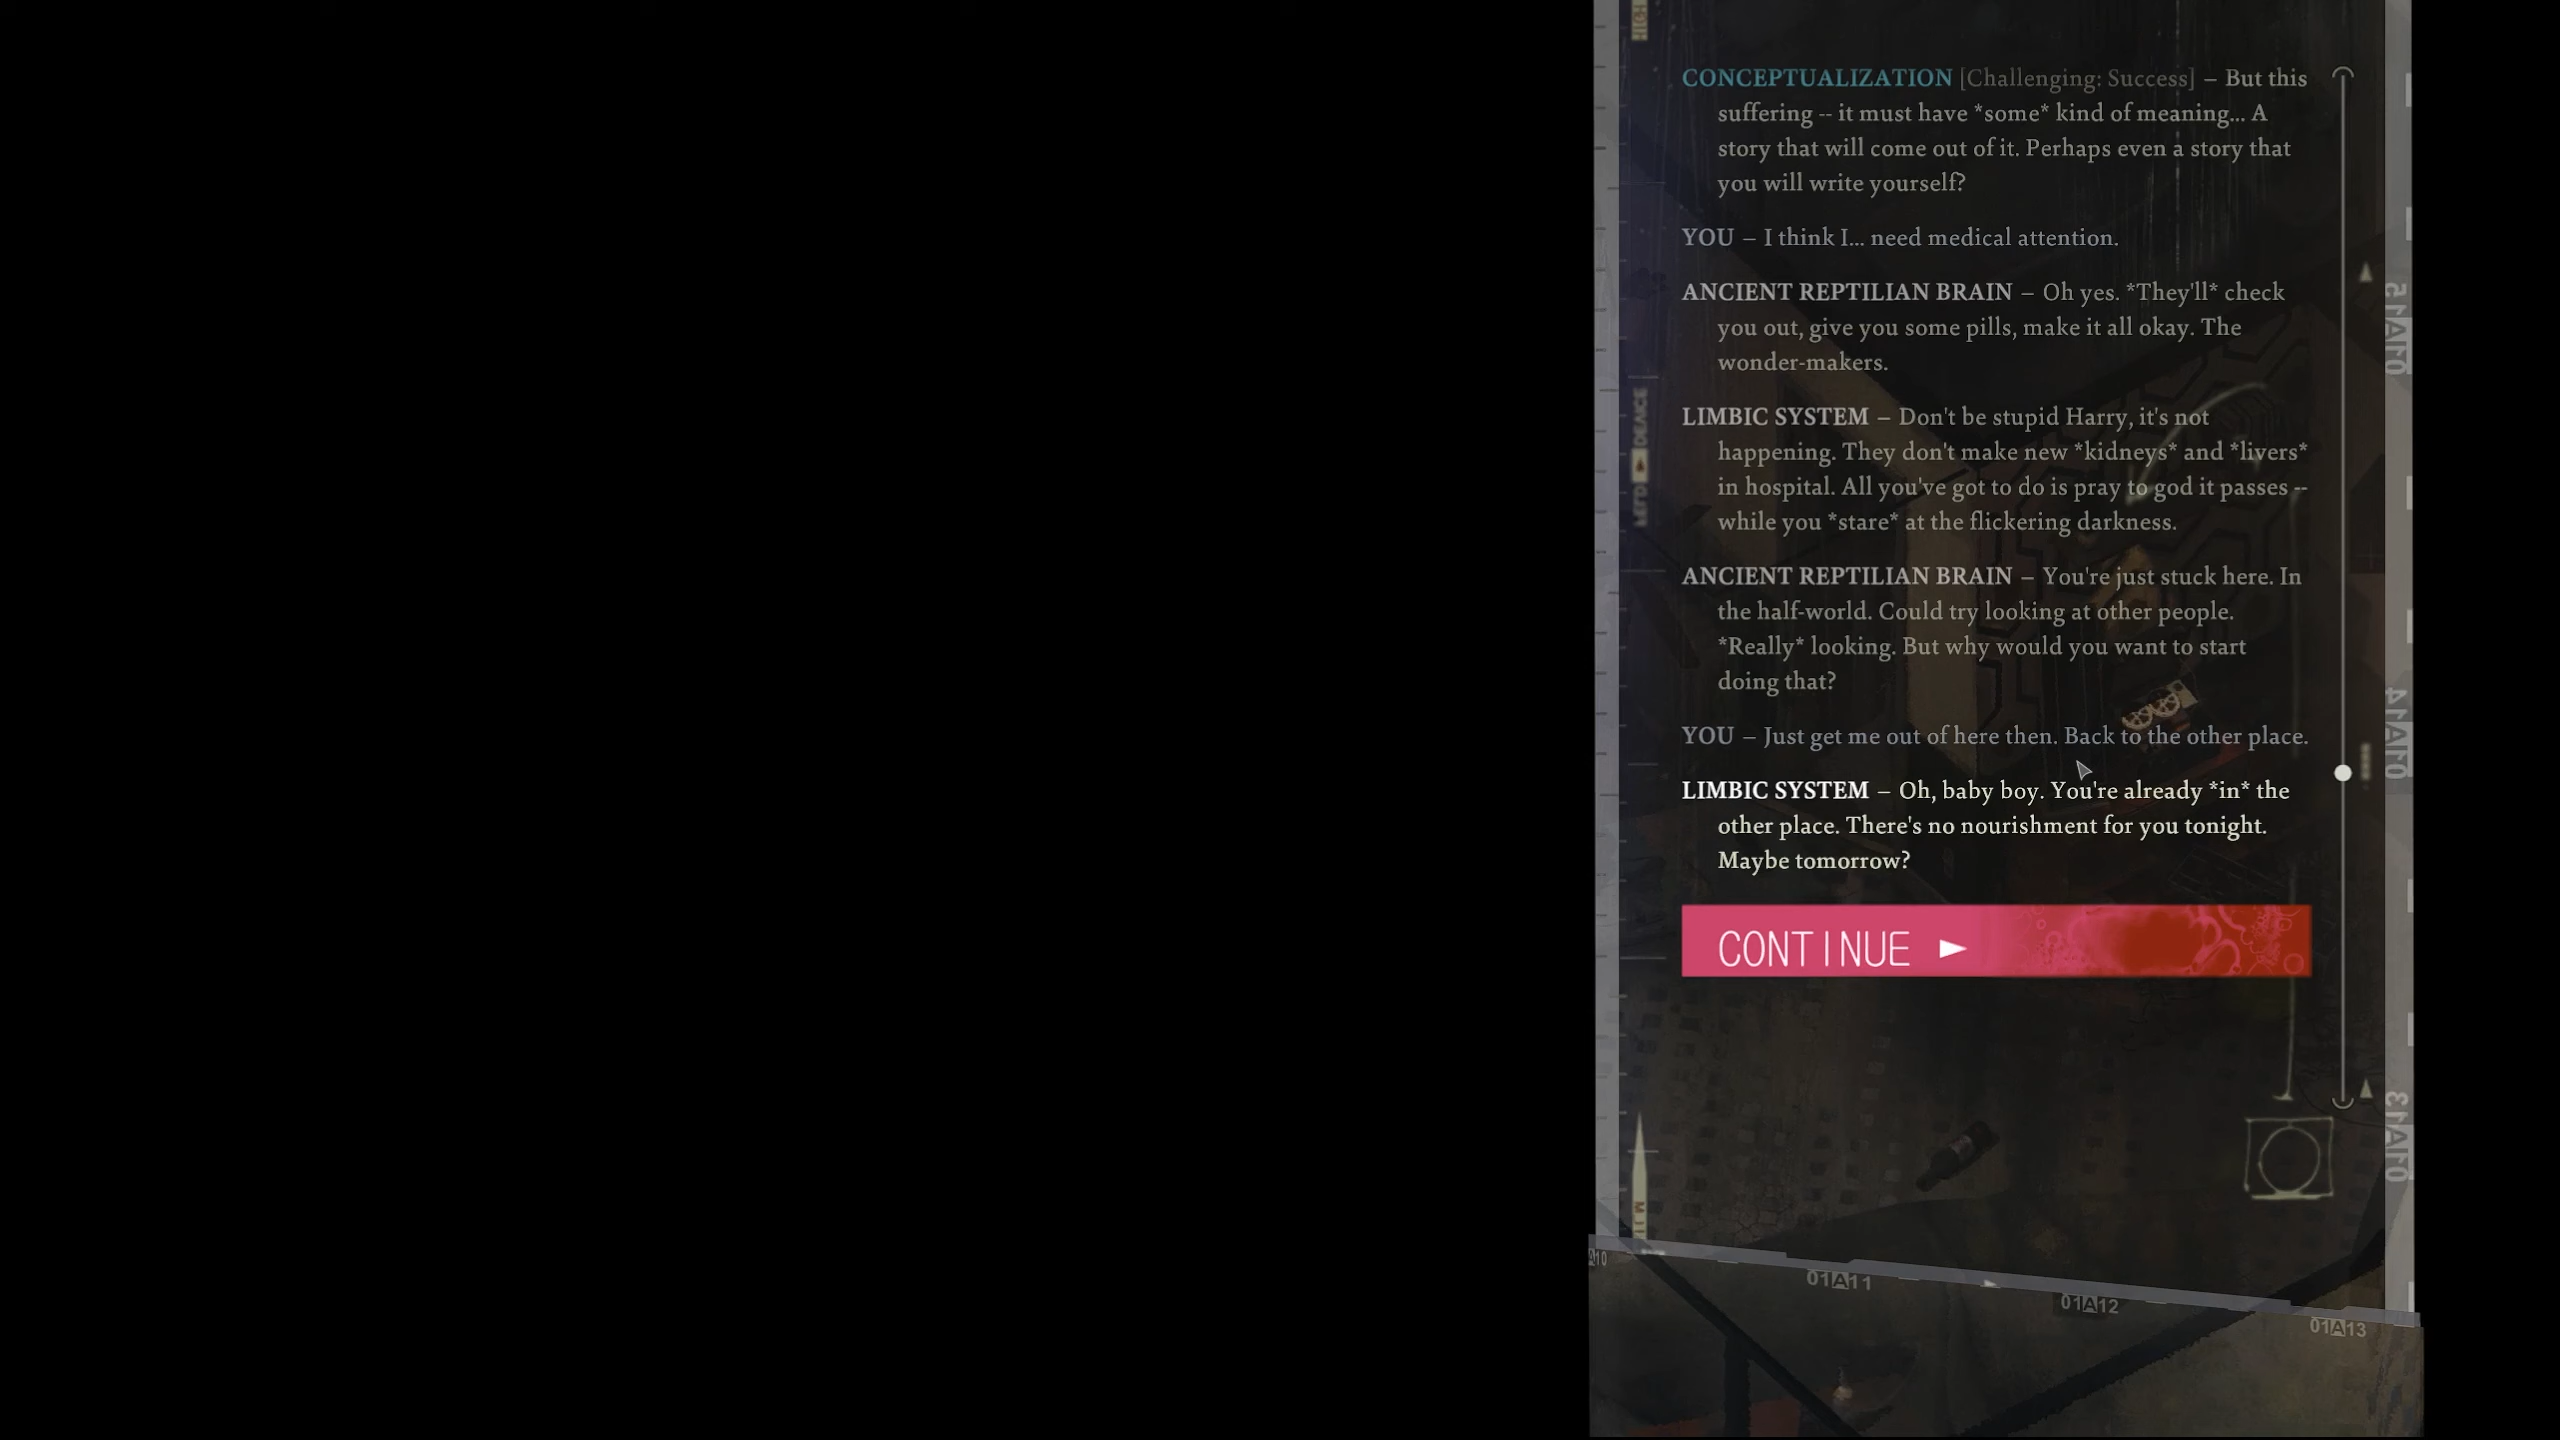 CONCEPTUALIZATION [Challenging: Success] – But this
suffering -- it must have *some* kind of meaning... A
story that will come out of it. Perhaps even a story that
you will write yourself?
YOU – I think I... need medical attention.
ANCIENT REPTILIAN BRAIN – Oh yes. *They'll* check
you out, give you some pills, make it all okay. The
wonder-makers.
LIMBIC SYSTEM – Don't be stupid Harry, it's not
happening. They don't make new *kidneys* and *livers*
in hospital. All you've got to do is pray to god it passes --
while you *stare* at the flickering darkness.
ANCIENT REPTILIAN BRAIN – You're just stuck here. In
the half-world. Could try looking at other people.
*Really* looking. But why would you want to start
doing that?
YOU – Just get me out of here then. Back to the other place.
LIMBIC SYSTEM – Oh, baby boy. You're already *in* the
other place. There's no nourishment for you tonight.
Maybe tomorrow?
CONTINUE
01A15
01A14
01A13
A10
01A11
01A12
01A13